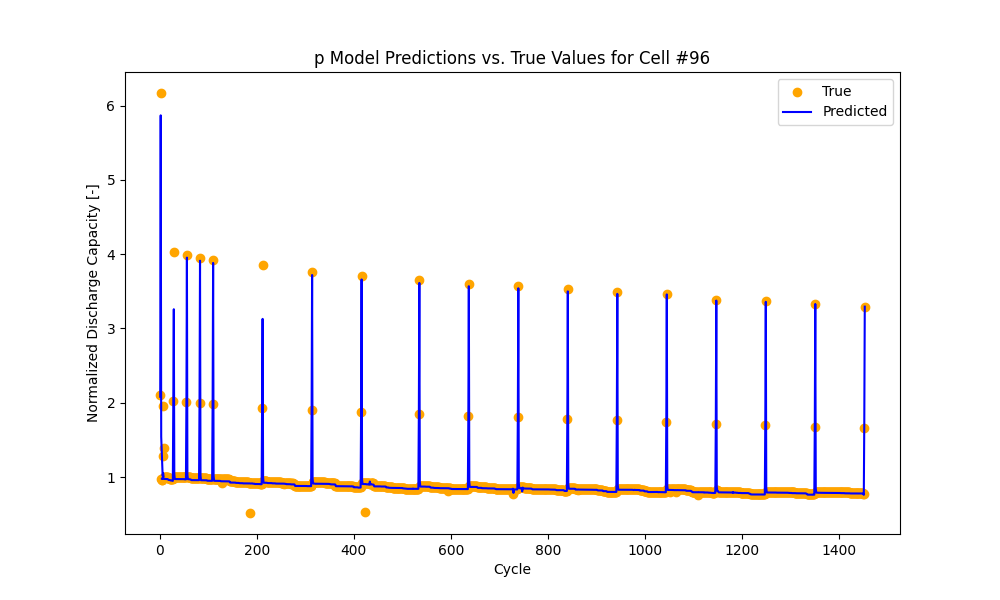 p Model Predictions vs. True Values for Cell #96
True
Predicted
Normalized Discharge Capacity [-]
6
5
4
3
2
1
0
200
400
600
800
1000
1200
1400
Cycle